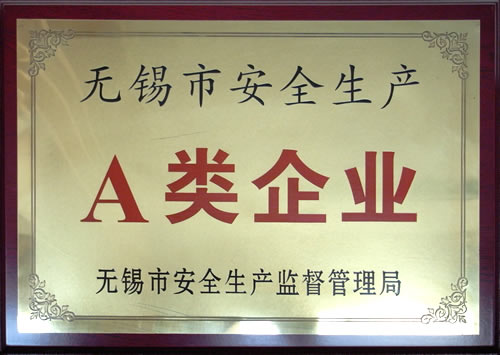 无锡市安全生产
A类企业
无锡市安全生产监督管理局